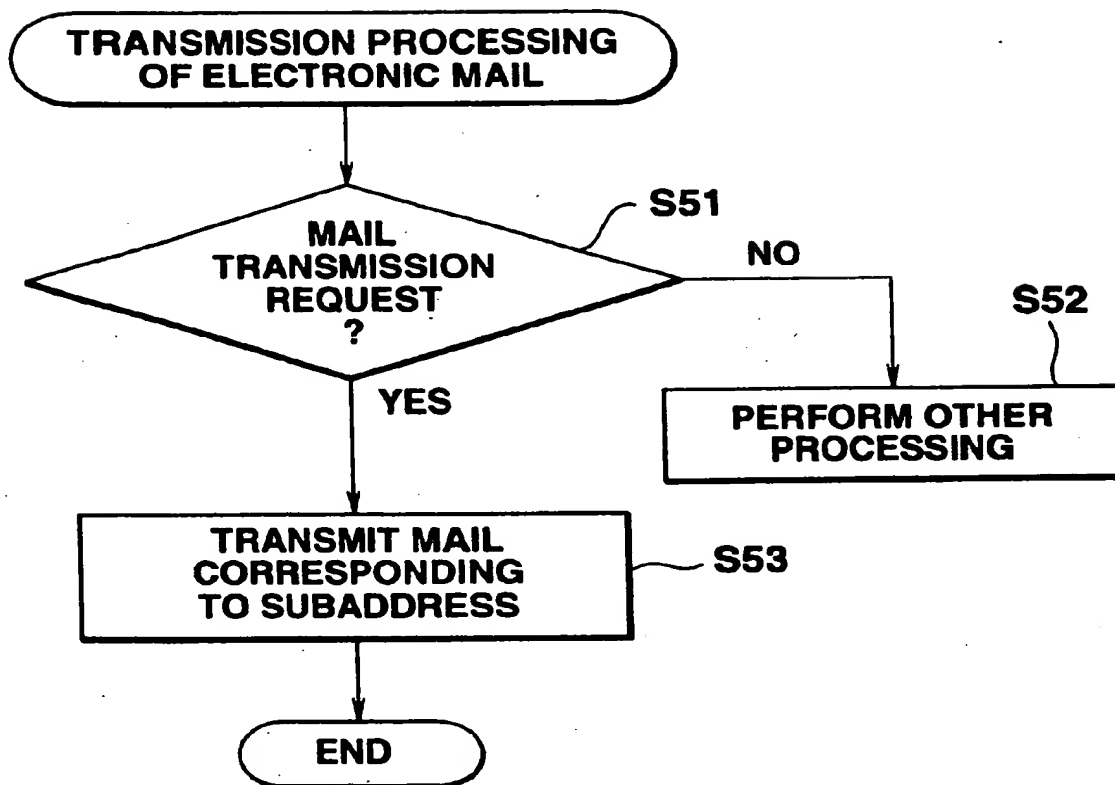 TRANSMISSION PROCESSING
OF ELECTRONIC MAIL
S51
MAIL
TRANSMISSION
REQUEST
?
NO
S52
YES
PERFORM OTHER
PROCESSING
TRANSMIT MAIL
CORRESPONDING
TO SUBADDRESS
S53
END